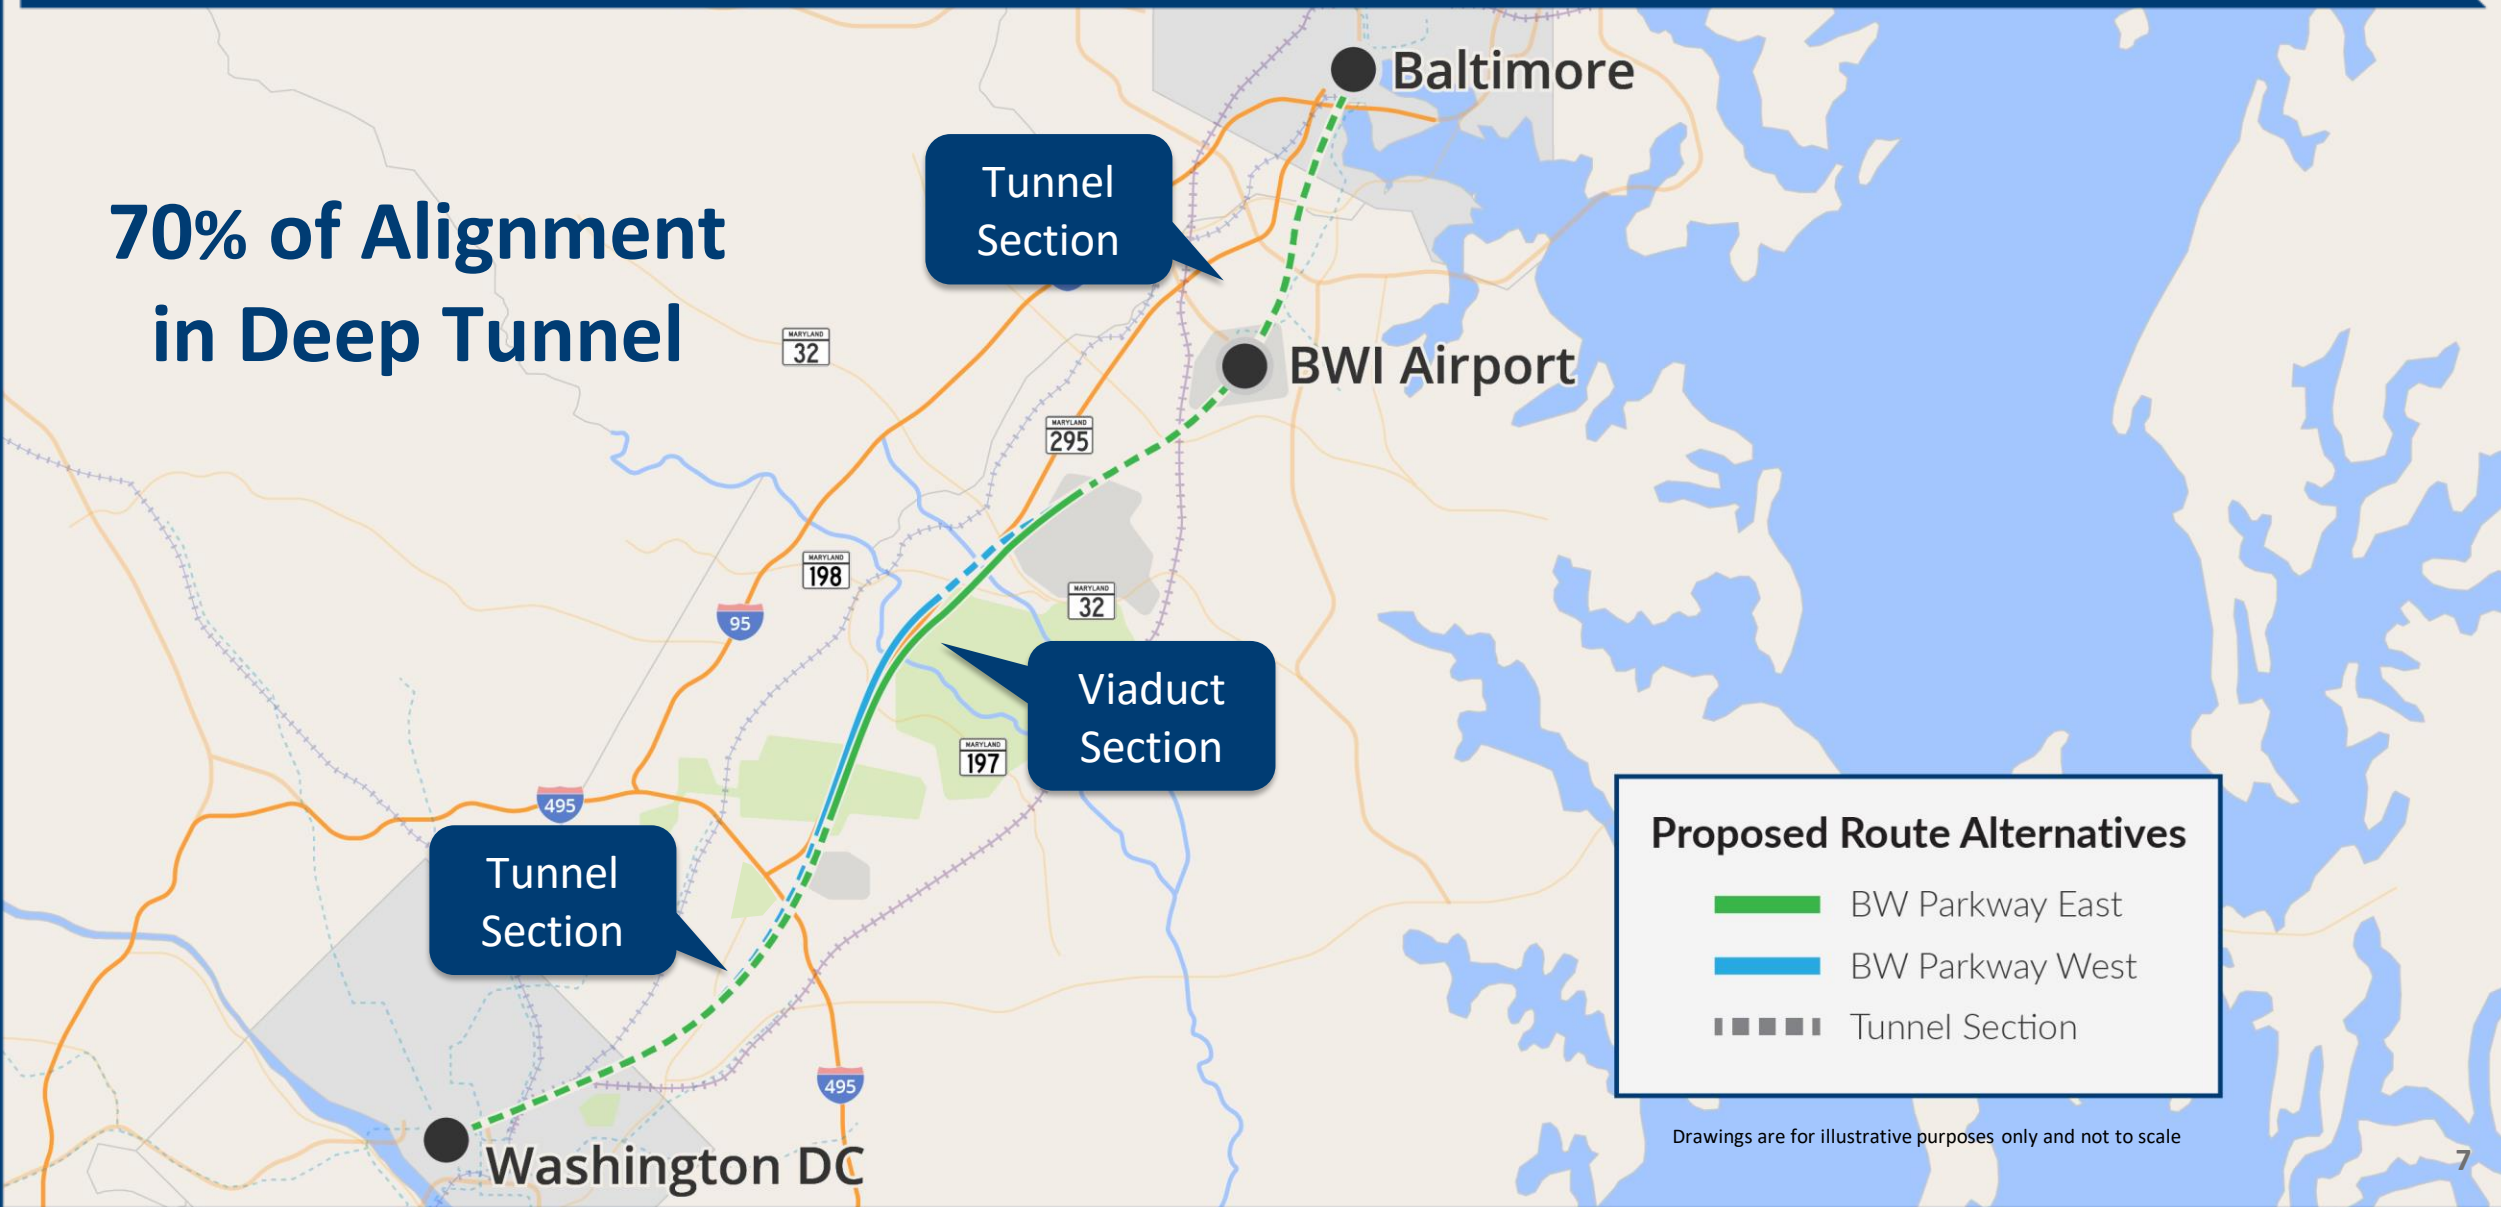 Baltimore
Tunnel
Section
70% of Alignment
in Deep Tunnel
MARYLAND
32
BWI Airport
MARYLAND
295
MARYLAND
198
MARYLAND
32
95
Viaduct
Section
MARYLAND
197
495
Tunnel
Section
Proposed Route Alternatives
BW Parkway East
BW Parkway West
Tunnel Section
495
Washington DC
Drawings are for illustrative purposes only and not to scale
7